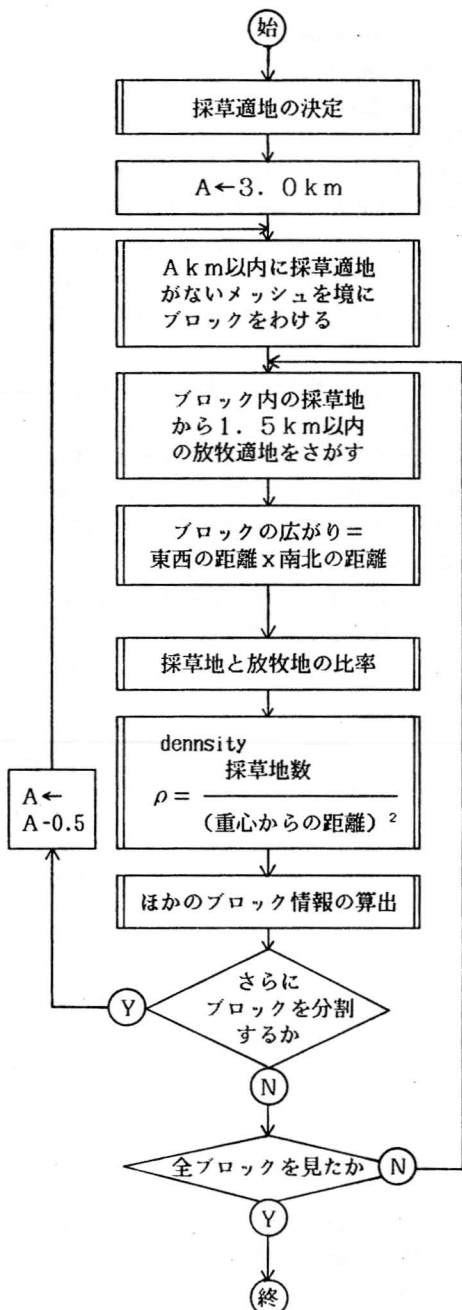 始
採草適地の決定
A←3.0km
Akm以内に採草適地
がないメッシュを境に
ブロックをわける
ブロック内の採草地
から1.5km以内
の放牧適地をさがす
ブロックの広がり=
東西の距離x南北の距離
採草地と放牧地の比率
dennsity
採草地数
ρ=
(重心からの距離)²
A←
A-0.5
ほかのブロック情報の算出
さらに
ブロックを分割
するか
Y
N
全ブロックを見たか
N
Y
終